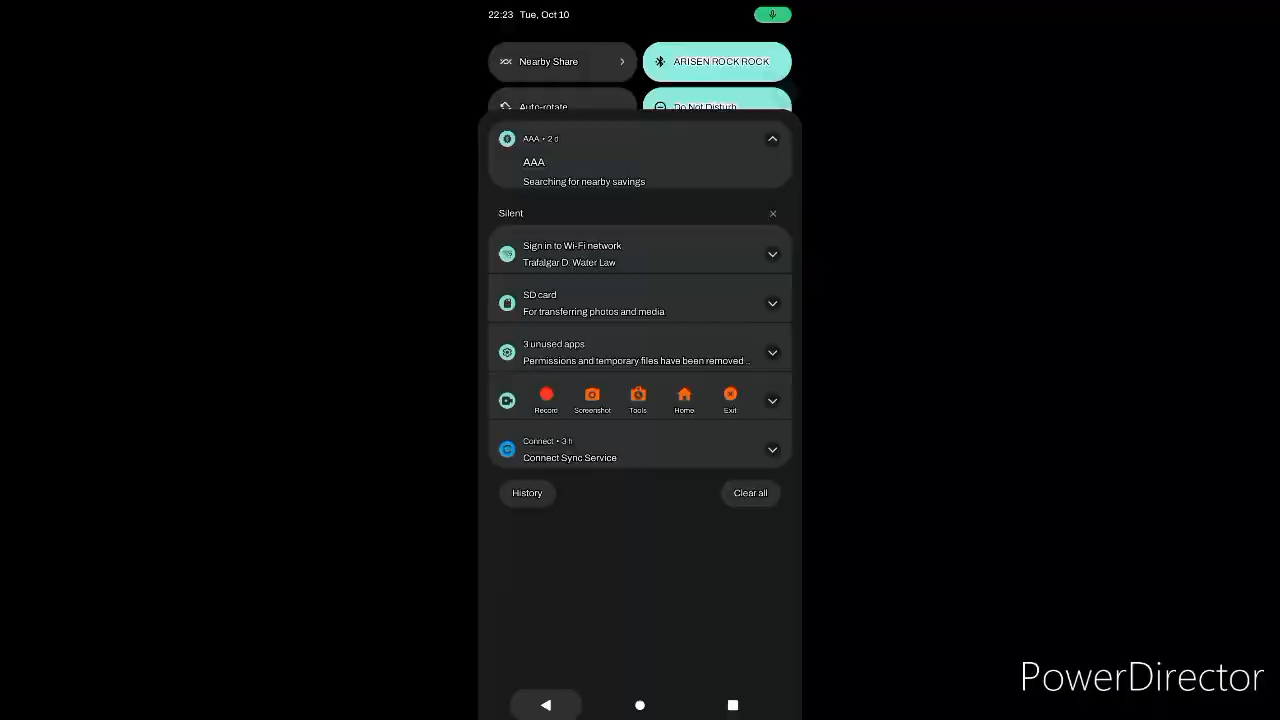 22:23 Tue, Oct 10
Nearby Share
ARISEN ROCK ROCK
Auto-rotate
Do Not Disturb
AAA • 2 d
AAA
Searching for nearby savings
Silent
Sign in to Wi-Fi network
Trafalgar D. Water Law
SD card
For transferring photos and media
3 unused apps
Permissions and temporary files have been removed...
Record Screenshot Tools Home Exit
Connect • 3 h
Connect Sync Service
History
Clear all
PowerDirector